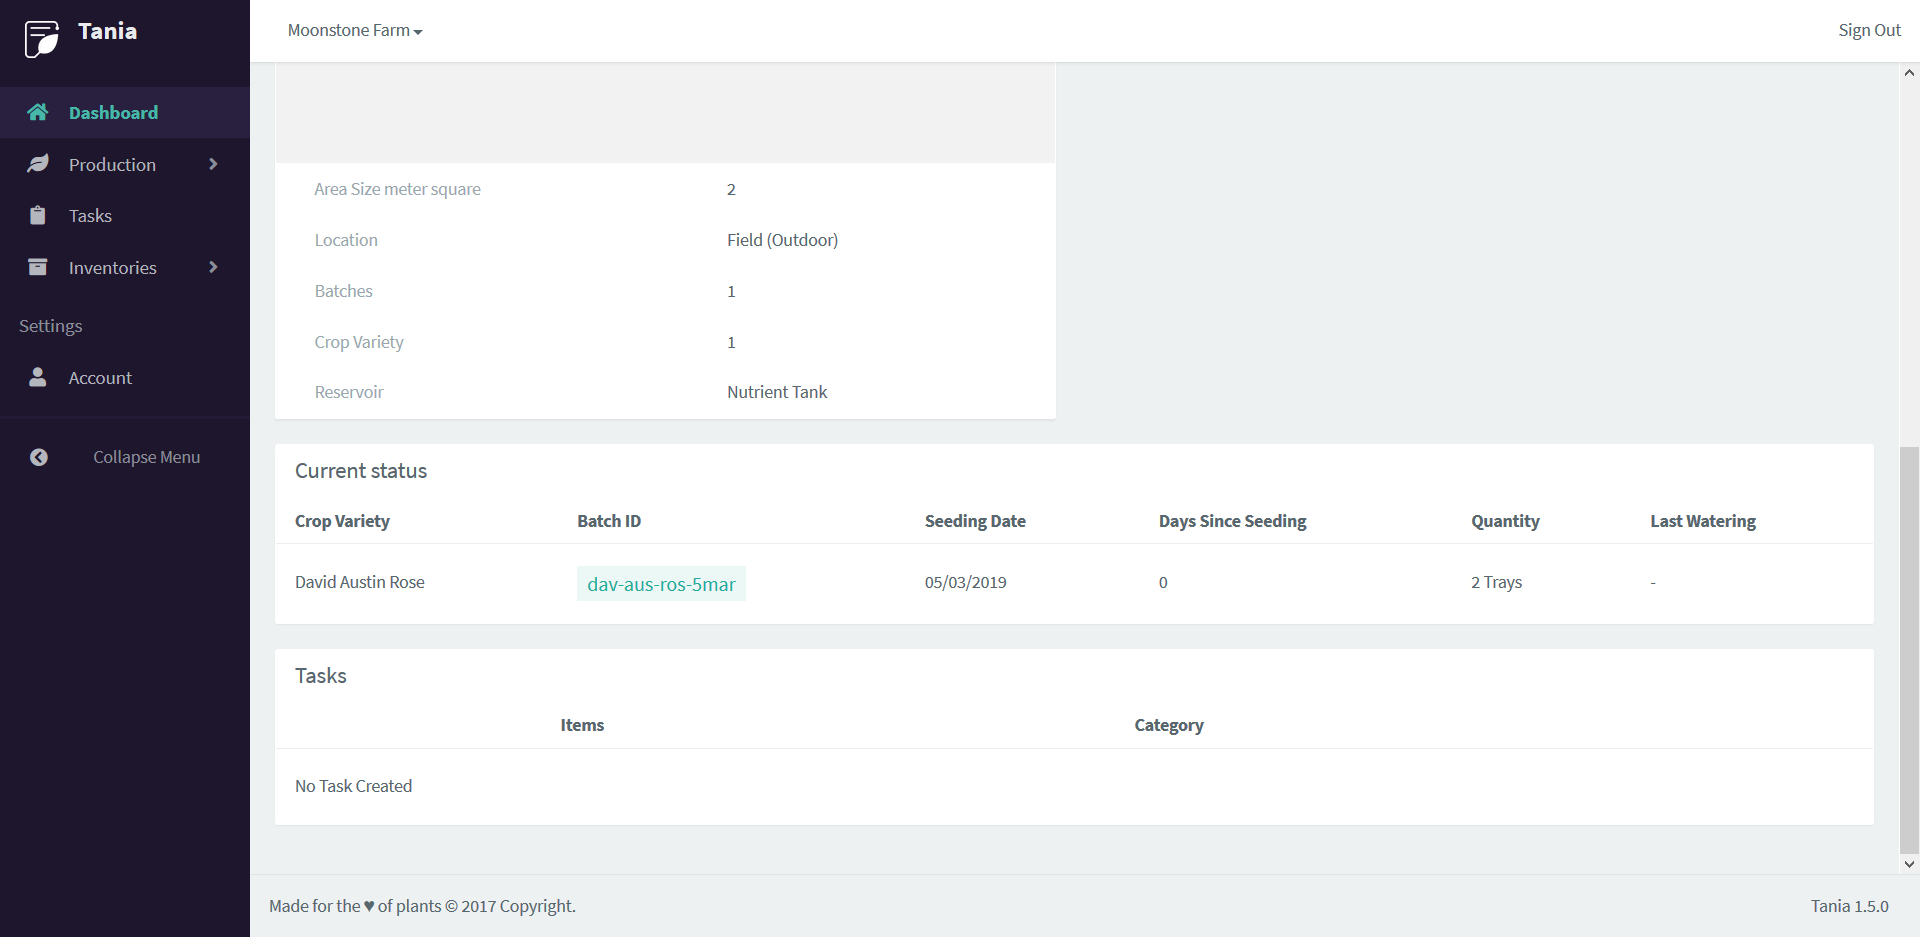 Tania
Moonstone Farm
Sign Out
Dashboard
Production
Tasks
Inventories
Settings
Account
Collapse Menu
Area Size meter square 2
Location Field (Outdoor)
Batches 1
Crop Variety 1
Reservoir Nutrient Tank
Current status
Crop Variety Batch ID Seeding Date Days Since Seeding Quantity Last Watering
David Austin Rose dav-aus-ros-5mar 05/03/2019 0 2 Trays -
Tasks
Items Category
No Task Created
Made for the ♥ of plants © 2017 Copyright.
Tania 1.5.0